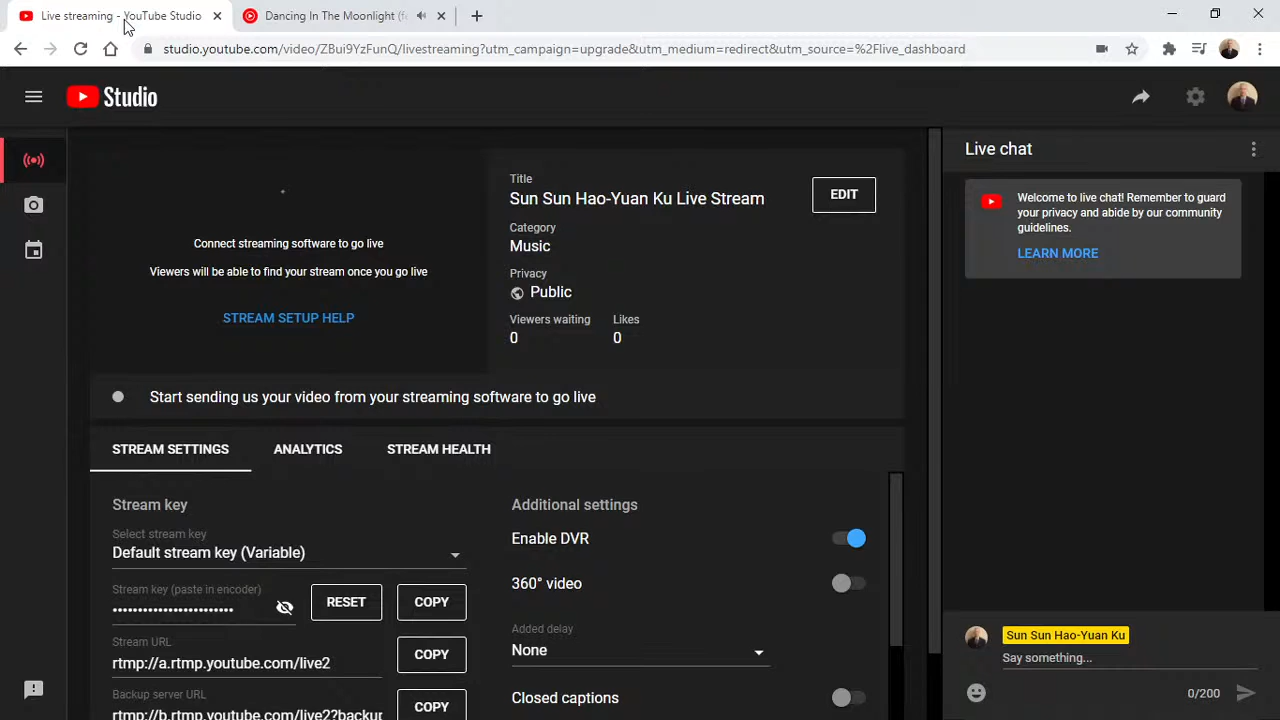 Live streaming - YouTube Studio
Dancing In The Moonlight (f
studio.youtube.com/video/ZBui9YzFunQ/livestreaming?utm_campaign=upgrade&utm_medium=redirect&utm_source=%2Flive_dashboard
Studio
Connect streaming software to go live
Viewers will be able to find your stream once you go live
STREAM SETUP HELP
Title
Sun Sun Hao-Yuan Ku Live Stream
EDIT
Category
Music
Privacy
Public
Viewers waiting
Likes
0
0
Start sending us your video from your streaming software to go live
STREAM SETTINGS
ANALYTICS
STREAM HEALTH
Stream key
Select stream key
Default stream key (Variable)
Stream key (paste in encoder)
••••••••••••••••••••••••
RESET
COPY
Stream URL
rtmp://a.rtmp.youtube.com/live2
COPY
Backup server URL
rtmp://b.rtmp.youtube.com/live2?backup
COPY
Additional settings
Enable DVR
360° video
Added delay
None
Closed captions
Live chat
Welcome to live chat! Remember to guard
your privacy and abide by our community
guidelines.
LEARN MORE
Sun Sun Hao-Yuan Ku
Say something...
0/200